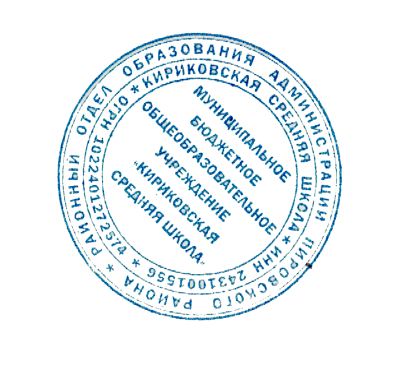 РАЙОННЫЙ ОТДЕЛ ОБРАЗОВАНИЯ АДМИНИСТРАЦИИ ПИРОВСКОГО РАЙОНА *
* КИРИКОВСКАЯ СРЕДНЯЯ ШКОЛА * ИНН 2431001556 * ОГРН 1022401272574
МУНИЦИПАЛЬНОЕ
БЮДЖЕТНОЕ
ОБЩЕОБРАЗОВАТЕЛЬНОЕ
УЧРЕЖДЕНИЕ
"КИРИКОВСКАЯ
СРЕДНЯЯ ШКОЛА"